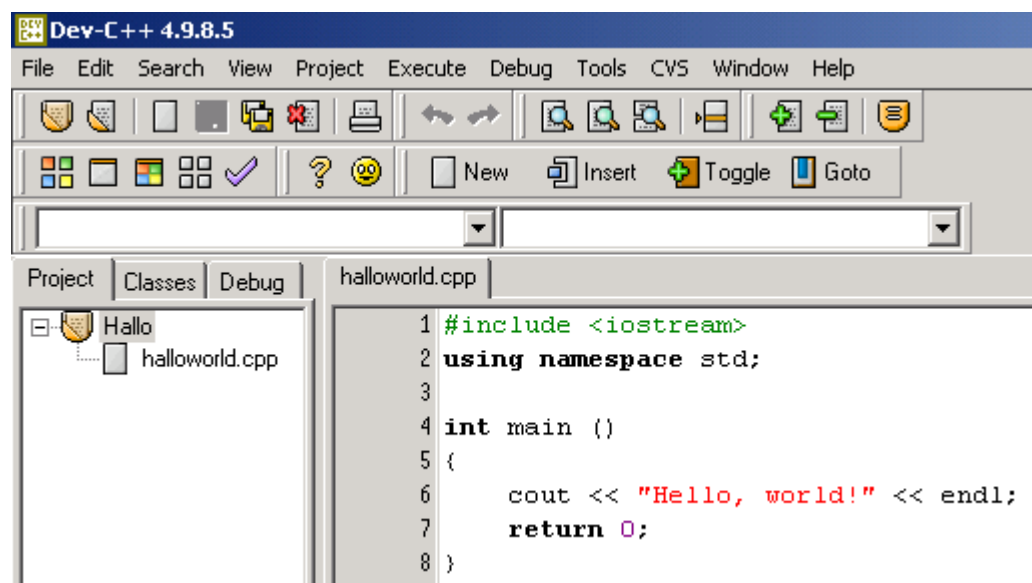 Dev-C++ 4.9.8.5
File Edit Search View Project Execute Debug Tools CVS Window Help
New Insert Toggle Goto
Project Classes Debug halloworld.cpp
Hallo
halloworld.cpp
1 #include <iostream>
2 using namespace std;
3
4 int main ()
5 {
6 cout << "Hello, world!" << endl;
7 return 0;
8 }